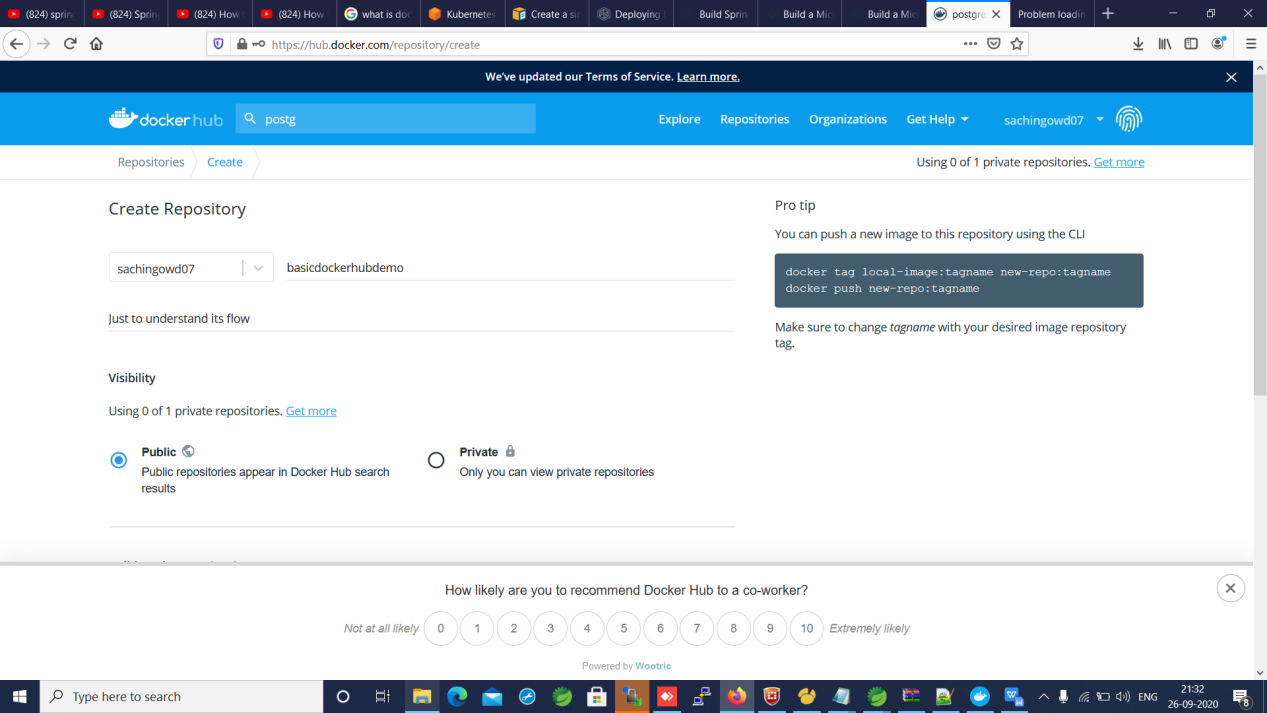 (824) sprin
(824) Sprin
(824) How
(824) How
what is doc
Kubernetes
Create a sir
Deploying
Build Sprin
Build a Mic
Build a Mic
postgre
Problem loadin
https://hub.docker.com/repository/create
We've updated our Terms of Service. Learn more.
docker hub
postg
Explore
Repositories
Organizations
Get Help
sachingowd07
Repositories
Create
Using 0 of 1 private repositories. Get more
Create Repository
sachingowd07
basicdockerhubdemo
Just to understand its flow
Visibility
Using 0 of 1 private repositories. Get more
Public
Public repositories appear in Docker Hub search
results
Private
Only you can view private repositories
Pro tip
You can push a new image to this repository using the CLI
docker tag local-image:tagname new-repo:tagname
docker push new-repo:tagname
Make sure to change tagname with your desired image repository
tag.
How likely are you to recommend Docker Hub to a co-worker?
Not at all likely 0 1 2 3 4 5 6 7 8 9 10 Extremely likely
Powered by Wootric
Type here to search
ENG
21:32
26-09-2020
8